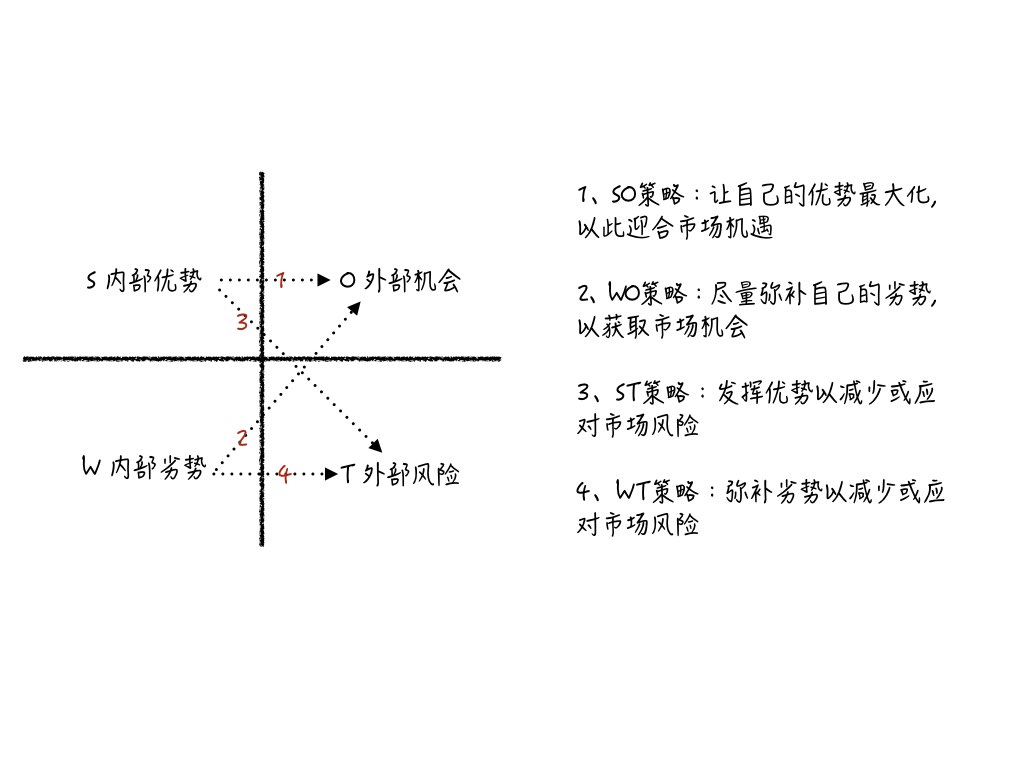 S 内部优势
1
O 外部机会
3
2
W 内部劣势
4
T 外部风险
1、SO策略：让自己的优势最大化,
以此迎合市场机遇
2、WO策略：尽量弥补自己的劣势,
以获取市场机会
3、ST策略：发挥优势以减少或应
对市场风险
4、WT策略：弥补劣势以减少或应
对市场风险